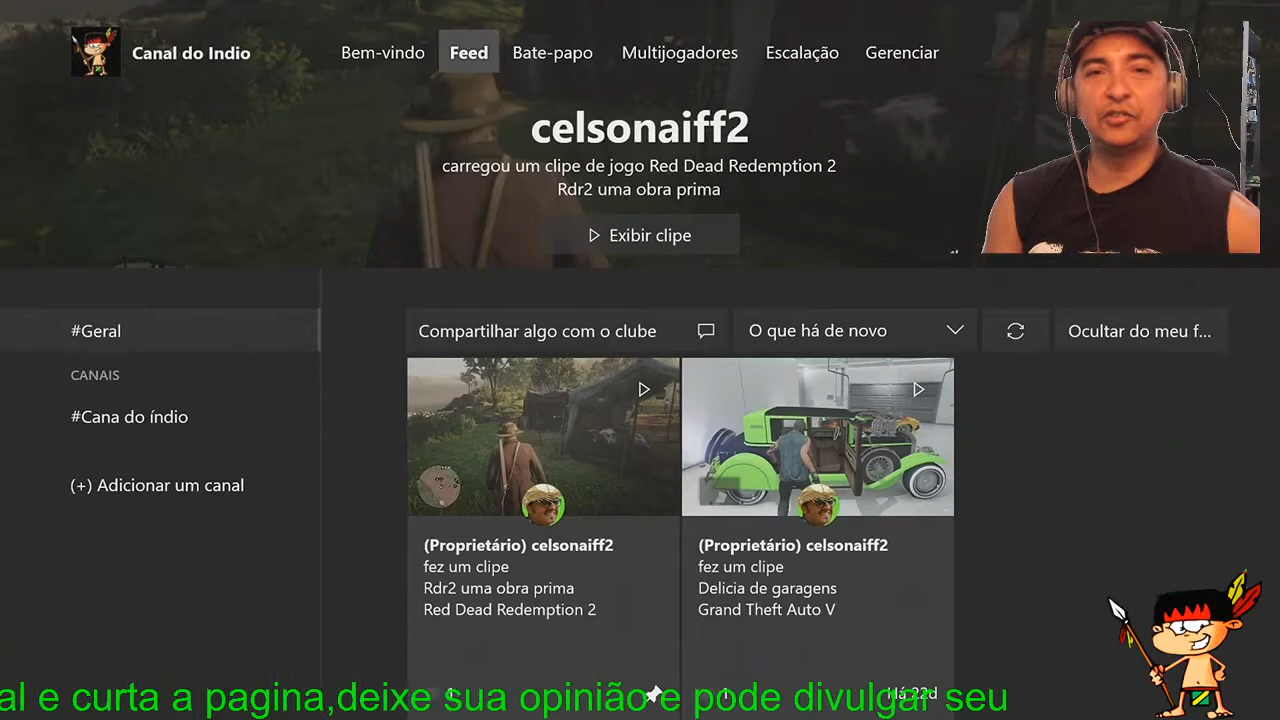 Canal do Indio
Bem-vindo
Feed
Bate-papo
Multijogadores
Escalação
Gerenciar
celsonaiff2
carregou um clipe de jogo Red Dead Redemption 2
Rdr2 uma obra prima
Exibir clipe
#Geral
CANAIS
#Cana do índio
(+) Adicionar um canal
Compartilhar algo com o clube
O que há de novo
Ocultar do meu f...
(Proprietário) celsonaiff2
fez um clipe
Rdr2 uma obra prima
Red Dead Redemption 2
(Proprietário) celsonaiff2
fez um clipe
Delicia de garagens
Grand Theft Auto V
Há 22d
al e curta a pagina,deixe sua opinião e pode divulgar seu